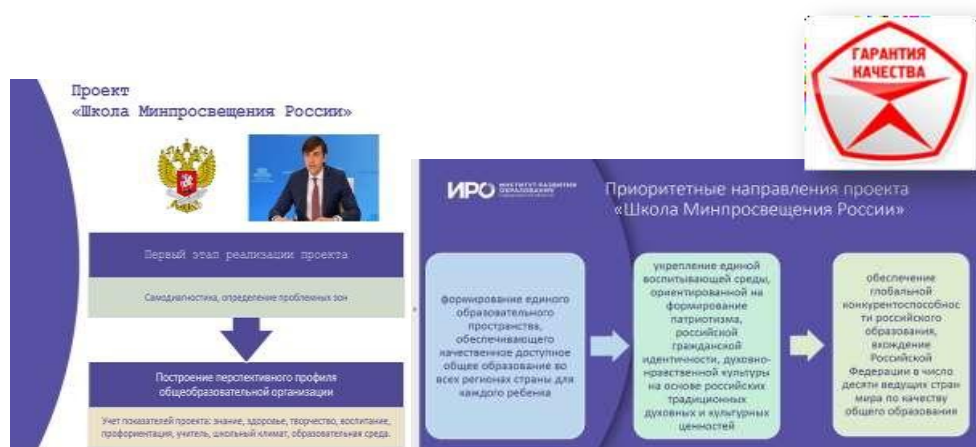 ГАРАНТИЯ
КАЧЕСТВА
Проект
«Школа Минпросвещения России»
Первый этап реализации проекта
Самодиагностика, определение проблемных зон
Построение перспективного профиля
общеобразовательной организации
Учет показателей проекта: знание, здоровье, творчество, воспитание,
профориентация, учитель, школьный климат, образовательная среда.
ИРО
ИНСТИТУТ РАЗВИТИЯ
ОБРАЗОВАНИЯ
Приоритетные направления проекта
«Школа Минпросвещения России»
формирование единого
образовательного
пространства,
обеспечивающего
качественное доступное
общее образование во
всех регионах страны для
каждого ребенка
укрепление единой
воспитывающей среды,
ориентированной на
формирование
патриотизма,
российской
гражданской
идентичности, духовно-
нравственной культуры
на основе российских
традиционных
духовных и культурных
ценностей
обеспечение
глобальной
конкурентоспособнос
ти российского
образования,
вхождение
Российской
Федерации в число
десяти ведущих стран
мира по качеству
общего образования